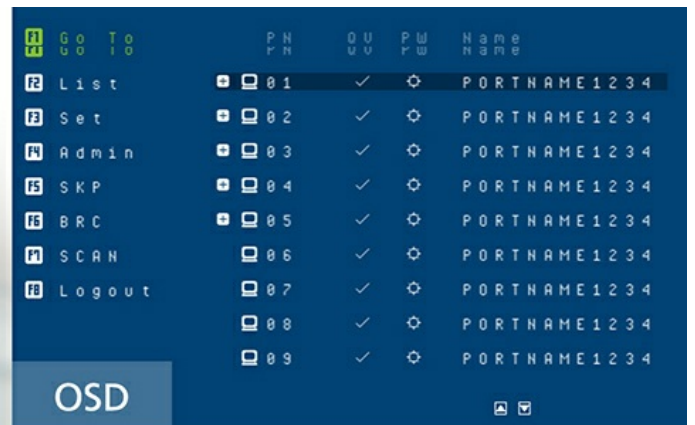 F1 Go To PN QV PW Name
F2 List 01 PORTNAME1234
F3 Set 02 PORTNAME1234
F4 Admin 03 PORTNAME1234
F5 SKP 04 PORTNAME1234
F6 BRC 05 PORTNAME1234
F7 SCAN 06 PORTNAME1234
F8 Logout 07 PORTNAME1234
08 PORTNAME1234
09 PORTNAME1234
OSD